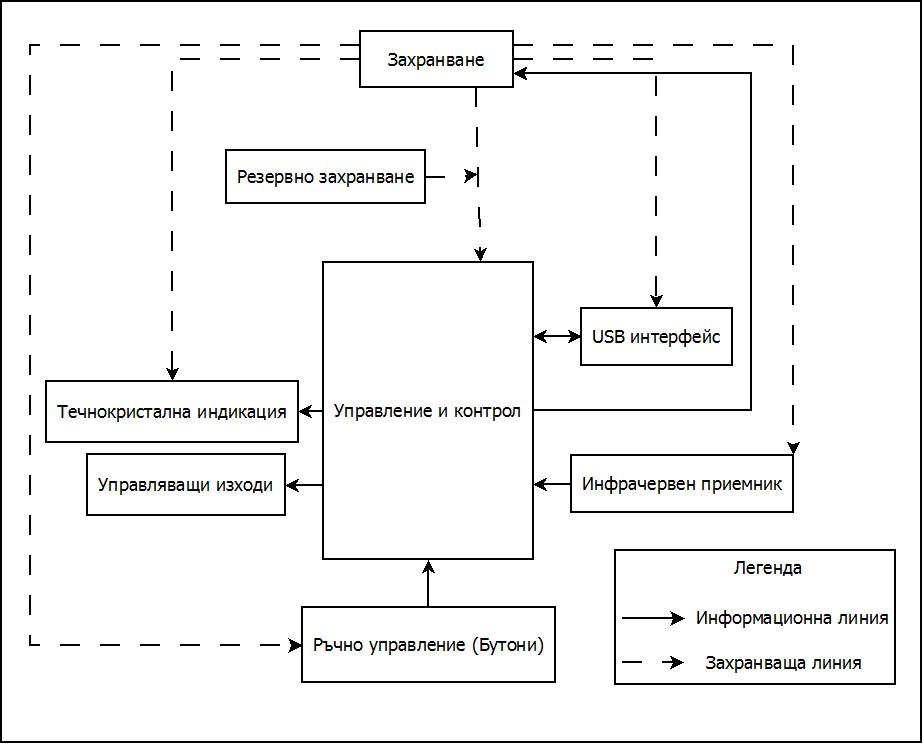 Захранване
Резервно захранване
USB интерфейс
Течнокристална индикация
Управление и контрол
Управляващи изходи
Инфрачервен приемник
Ръчно управление (Бутони)
Легенда
Информационна линия
Захранваща линия